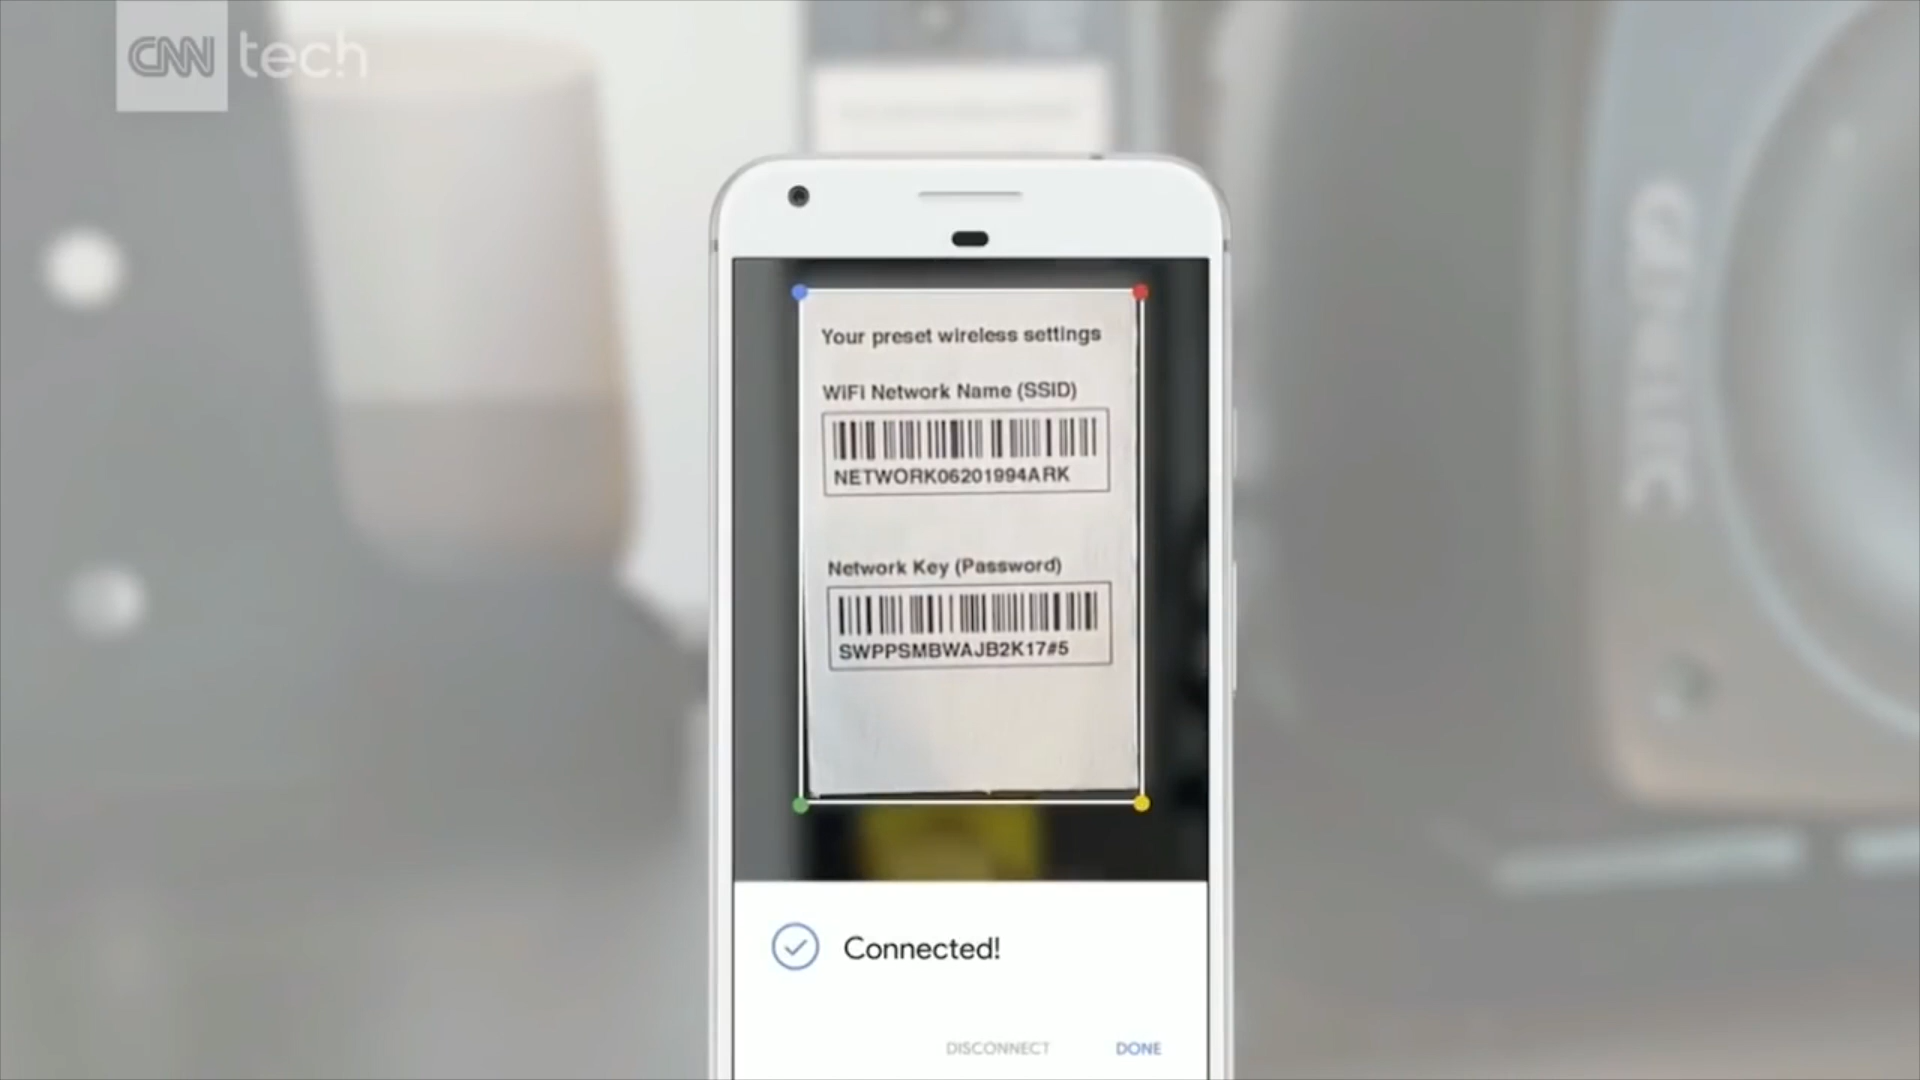 CNN tech
Your preset wireless settings
WiFi Network Name (SSID)
NETWORK06201994ARK
Network Key (Password)
SWPPSMBWAJB2K17#5
Connected!
DISCONNECT DONE